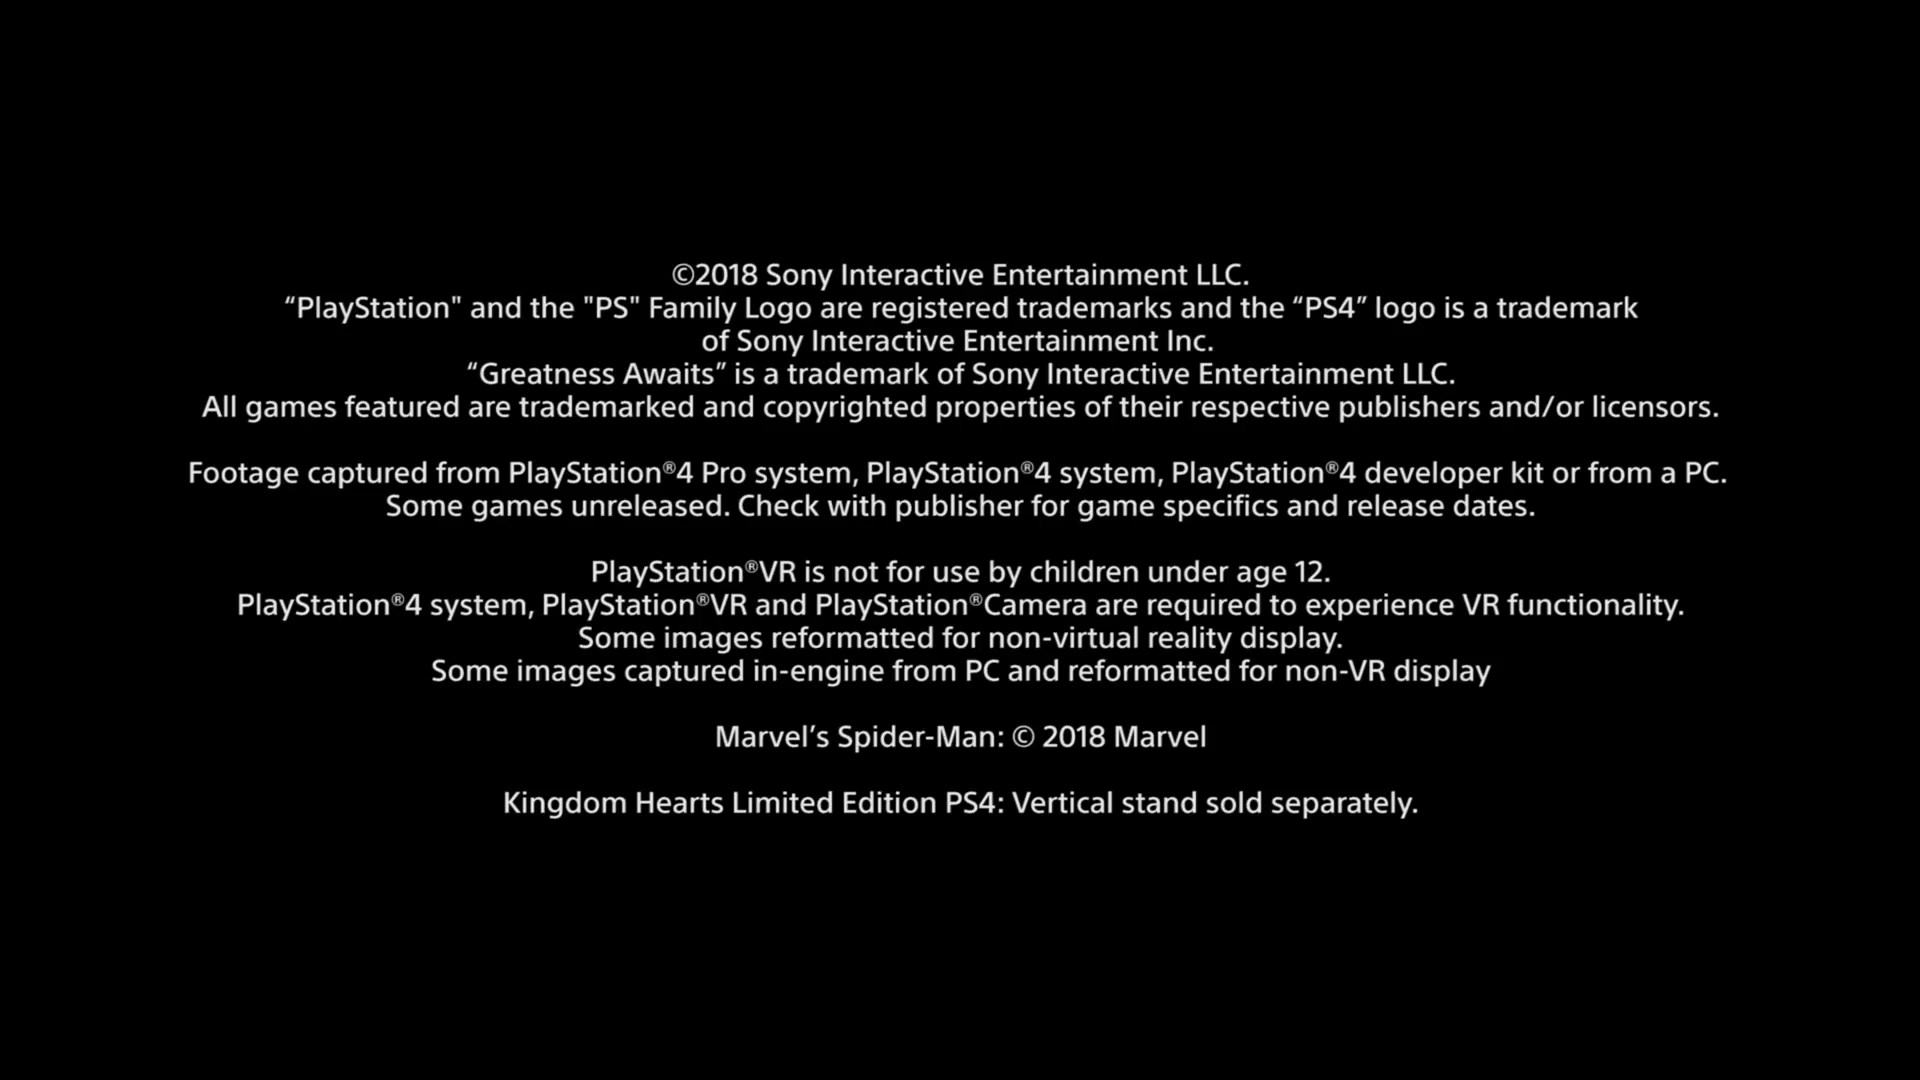 ©2018 Sony Interactive Entertainment LLC.
“PlayStation" and the "PS" Family Logo are registered trademarks and the “PS4” logo is a trademark
of Sony Interactive Entertainment Inc.
“Greatness Awaits” is a trademark of Sony Interactive Entertainment LLC.
All games featured are trademarked and copyrighted properties of their respective publishers and/or licensors.
Footage captured from PlayStation®4 Pro system, PlayStation®4 system, PlayStation®4 developer kit or from a PC.
Some games unreleased. Check with publisher for game specifics and release dates.
PlayStation®VR is not for use by children under age 12.
PlayStation®4 system, PlayStation®VR and PlayStation®Camera are required to experience VR functionality.
Some images reformatted for non-virtual reality display.
Some images captured in-engine from PC and reformatted for non-VR display
Marvel’s Spider-Man: © 2018 Marvel
Kingdom Hearts Limited Edition PS4: Vertical stand sold separately.